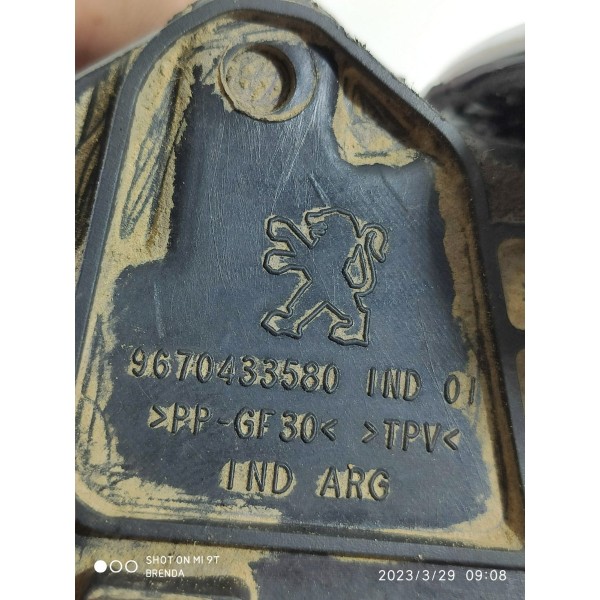 9670433580 IND 01
>PP-GF30< >TPV<
IND ARG
SHOT ON MI 9T
BRENDA
2023/3/29 09:08